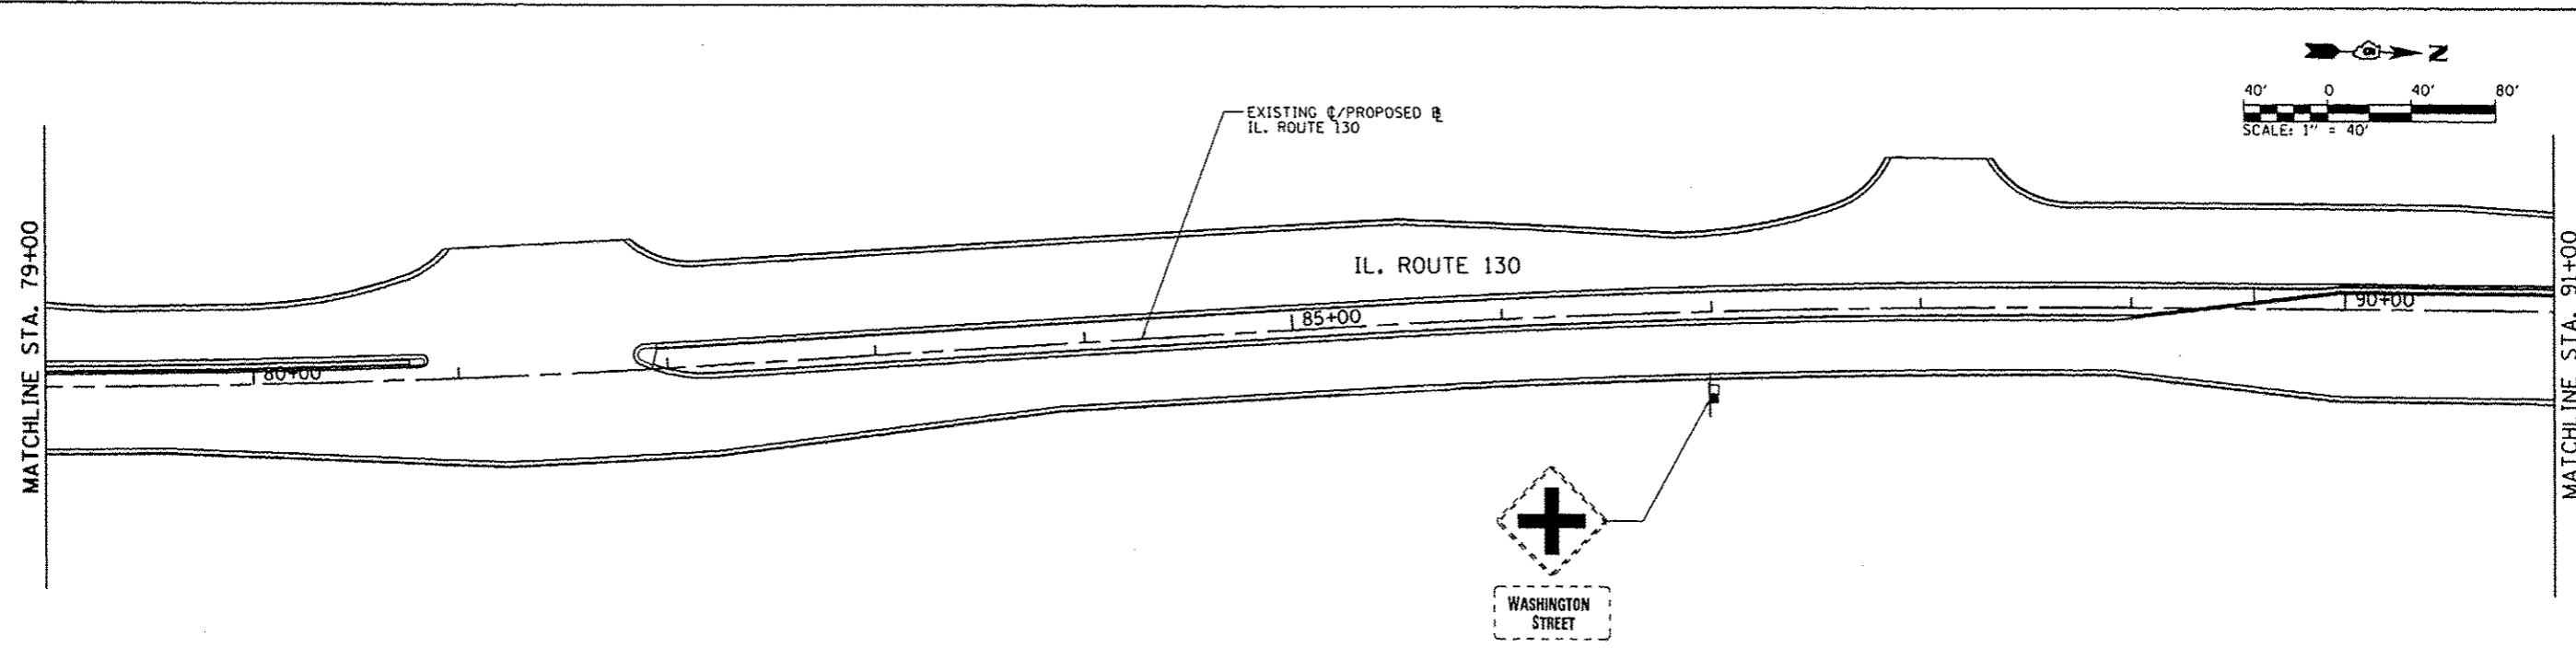 N
40' 0 40' 80'
SCALE: 1" = 40'
EXISTING ℄/PROPOSED
IL. ROUTE 130
MATCHLINE STA. 79+00
IL. ROUTE 130
80+00
85+00
90+00
MATCHLINE STA. 91+00
WASHINGTON
STREET